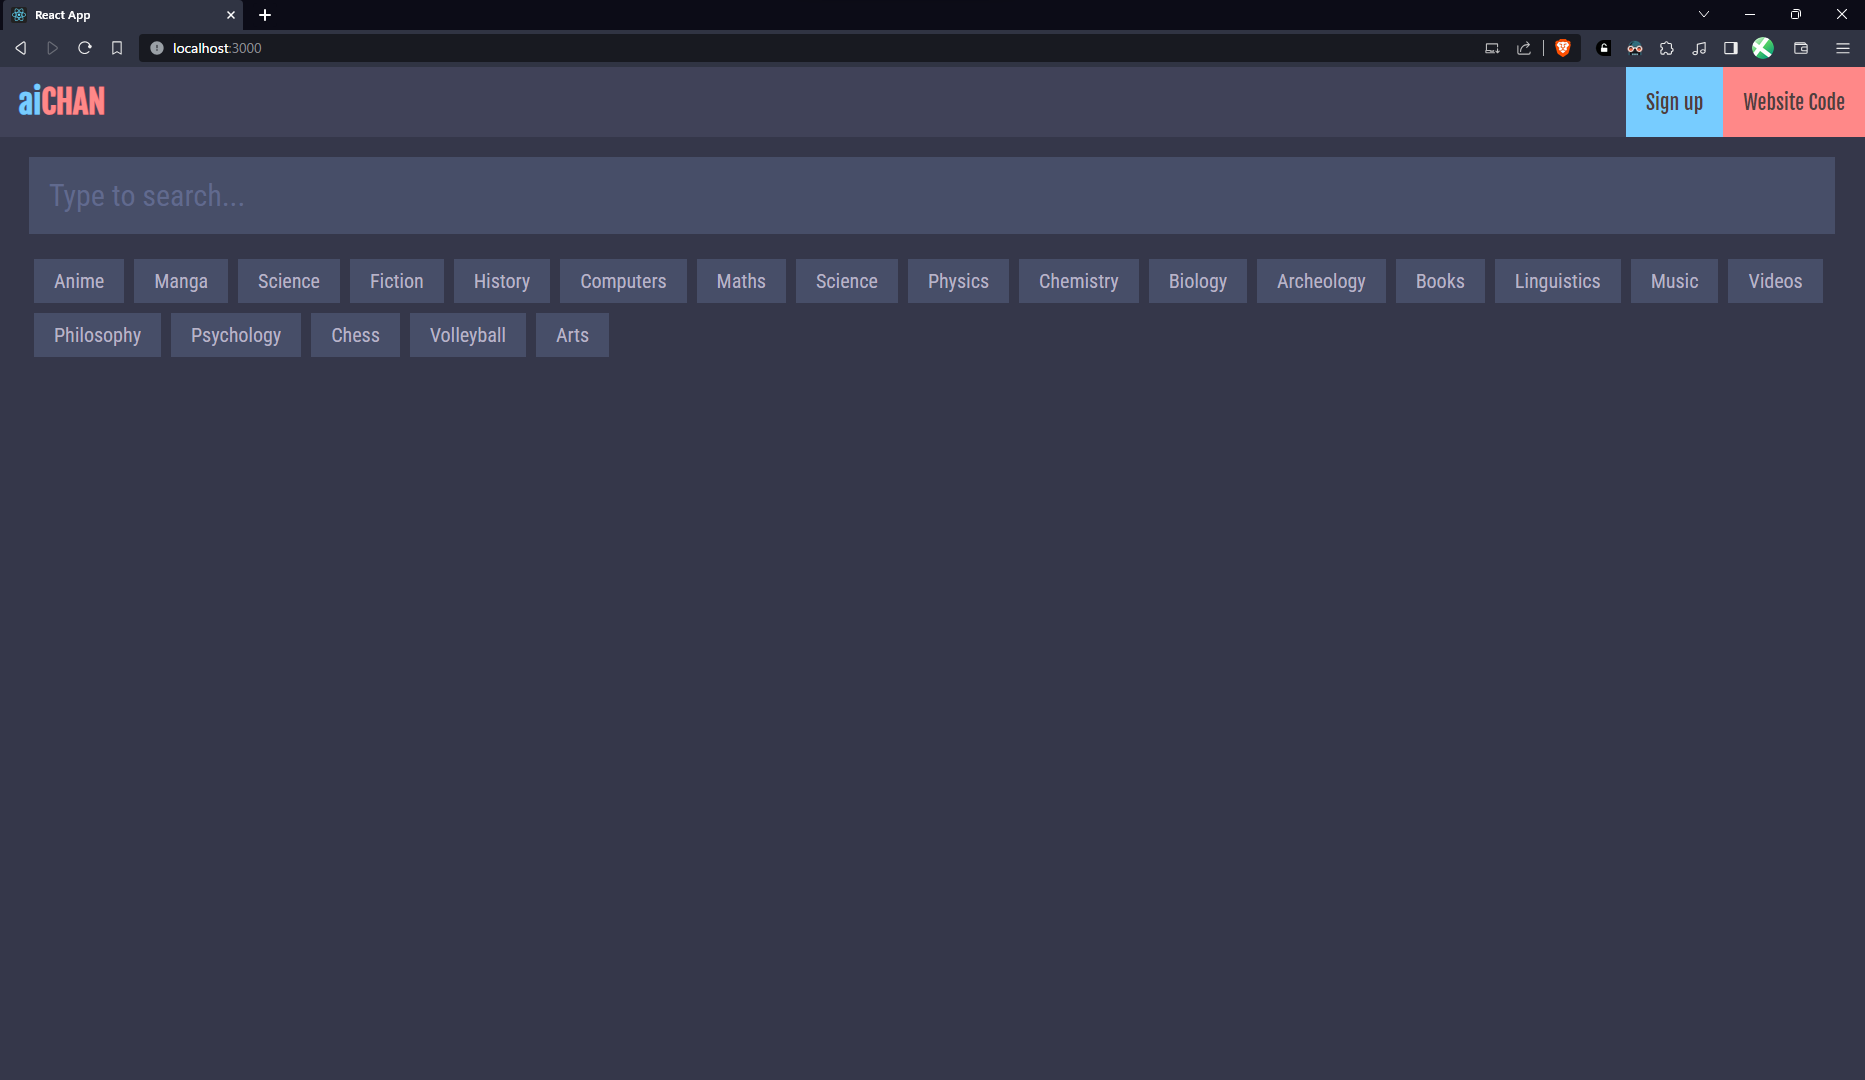 React App
localhost:3000
aiCHAN
Sign up
Website Code
Type to search...
Anime Manga Science Fiction History Computers Maths Science Physics Chemistry Biology Archeology Books Linguistics Music Videos
Philosophy Psychology Chess Volleyball Arts